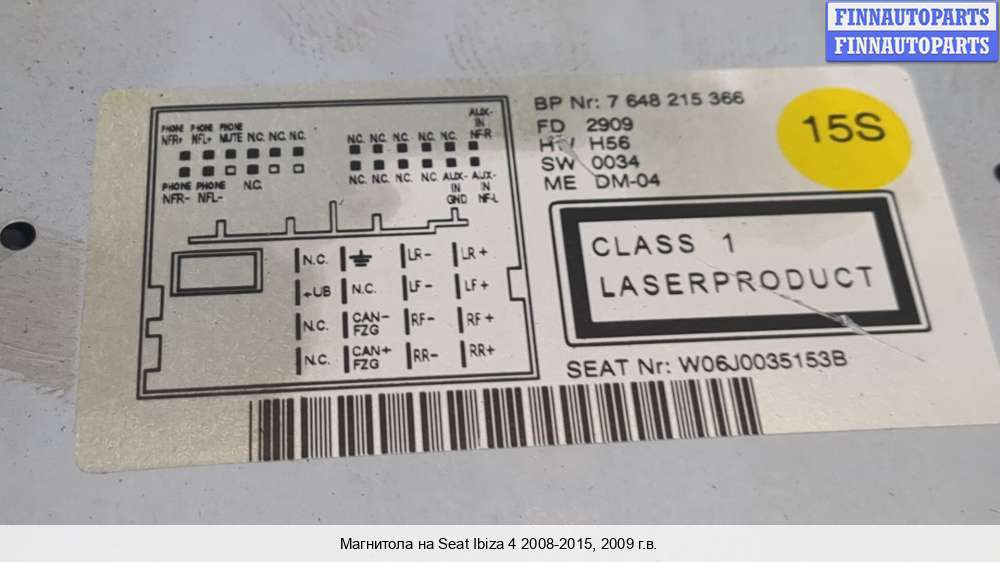 FINNAUTOPARTS
FINNAUTOPARTS
PHONE NFR+ PHONE NFL+ PHONE MUTE N.C. N.C. N.C.
N.C. N.C. N.C. N.C. AUX-IN NF-R
PHONE NFR- PHONE NFL- N.C.
N.C. N.C. N.C. N.C. AUX-IN GND AUX-IN NF-L
N.C. LR- LR+
+UB N.C. LF- LF+
N.C. CAN- FZG RF- RF+
N.C. CAN+ FZG RR- RR+
BP Nr: 7 648 215 366
FD 2909
HW H56
SW 0034
ME DM-04
15S
CLASS 1
LASERPRODUCT
SEAT Nr: W06J0035153B
Магнитола на Seat Ibiza 4 2008-2015, 2009 г.в.